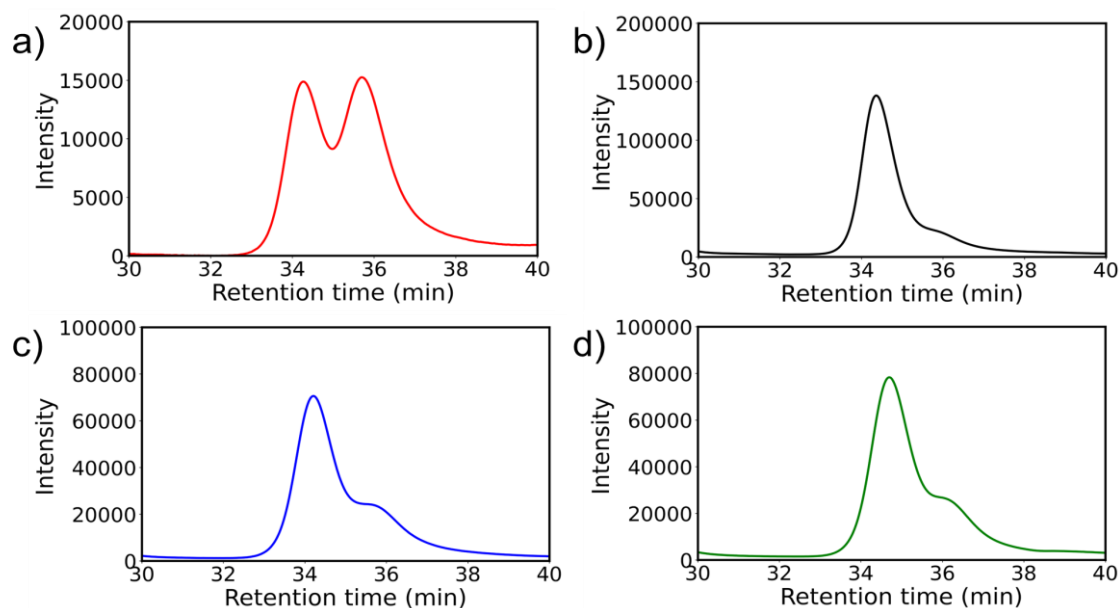 a)
20000
15000
10000
5000
0
Intensity
30 32 34 36 38 40
Retention time (min)
b)
200000
150000
100000
50000
0
Intensity
30 32 34 36 38 40
Retention time (min)
c)
100000
80000
60000
40000
20000
0
Intensity
30 32 34 36 38 40
Retention time (min)
d)
100000
80000
60000
40000
20000
0
Intensity
30 32 34 36 38 40
Retention time (min)